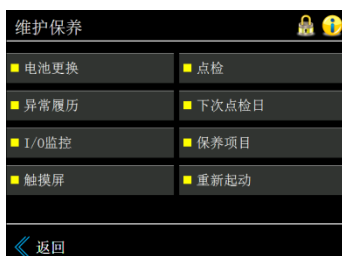 维护保养
电池更换
点检
异常履历
下次点检日
I/O监控
保养项目
触摸屏
重新起动
返回